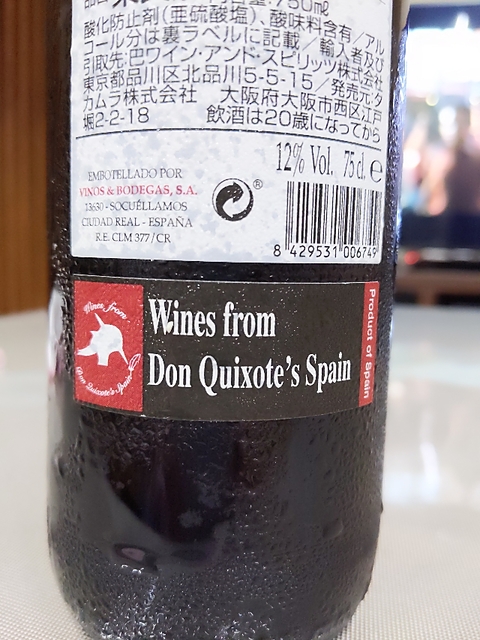 750ml
酸化防止剤(亜硫酸塩)、酸味料含有/アル
コール分は裏ラベルに記載/輸入者及び
引取先:巴ワイン・アンド・スピリッツ株式会社
東京都品川区北品川5-5-15/発売元:タ
カムラ株式会社 大阪府大阪市西区江戸
堀2-2-18 飲酒は20歳になってから
12% Vol. 75 cl. e
EMBOTELLADO POR
VINOS & BODEGAS, S.A.
13630 - SOCUÉLLAMOS
CIUDAD REAL - ESPAÑA
R.E. CLM 377 / CR
®
8 429531 006749
Wines from
Don Quixote's Spain
Wines from
Don Quixote's Spain
Product of Spain